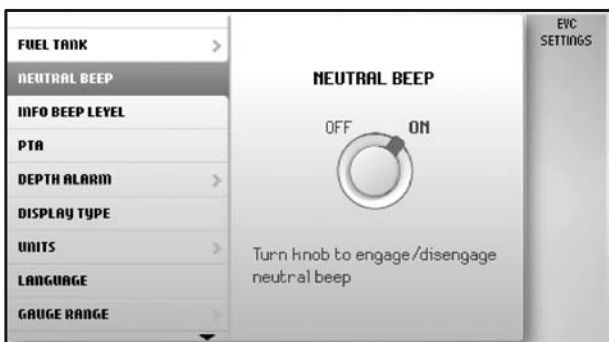 FUEL TANK
NEUTRAL BEEP
INFO BEEP LEVEL
PTA
DEPTH ALARM
DISPLAY TYPE
UNITS
LANGUAGE
GAUGE RANGE
NEUTRAL BEEP
OFF ON
Turn knob to engage/disengage
neutral beep
EVC
SETTINGS